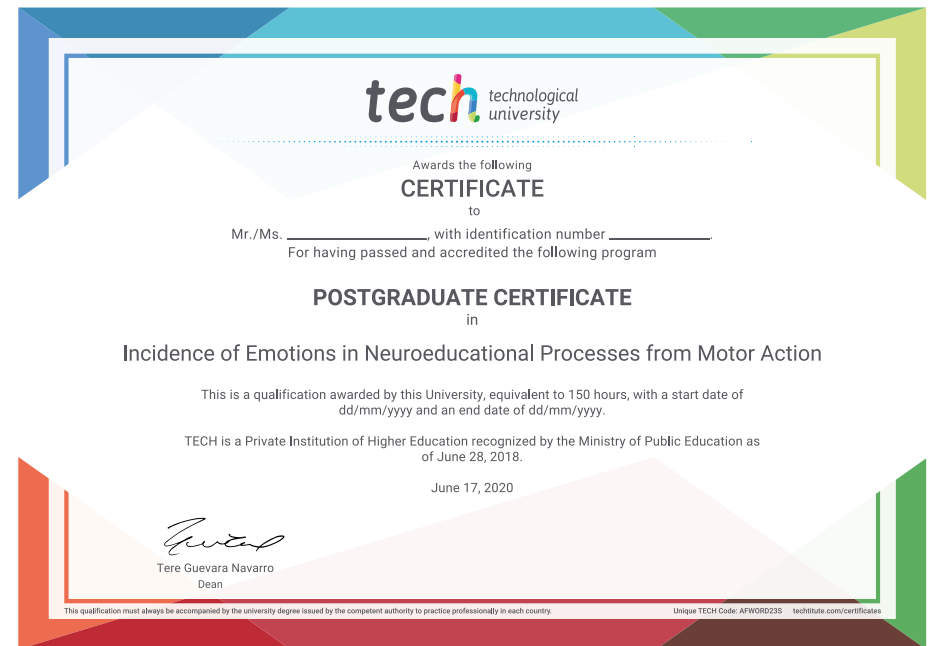 tech technological
university
Awards the following
CERTIFICATE
to
Mr./Ms. ____________________, with identification number ______________.
For having passed and accredited the following program
POSTGRADUATE CERTIFICATE
in
Incidence of Emotions in Neuroeducational Processes from Motor Action
This is a qualification awarded by this University, equivalent to 150 hours, with a start date of
dd/mm/yyyy and an end date of dd/mm/yyyy.
TECH is a Private Institution of Higher Education recognized by the Ministry of Public Education as
of June 28, 2018.
June 17, 2020
Tere Guevara Navarro
Dean
This qualification must always be accompanied by the university degree issued by the competent authority to practice professionally in each country.
Unique TECH Code: AFWORD23S techtitute.com/certificates